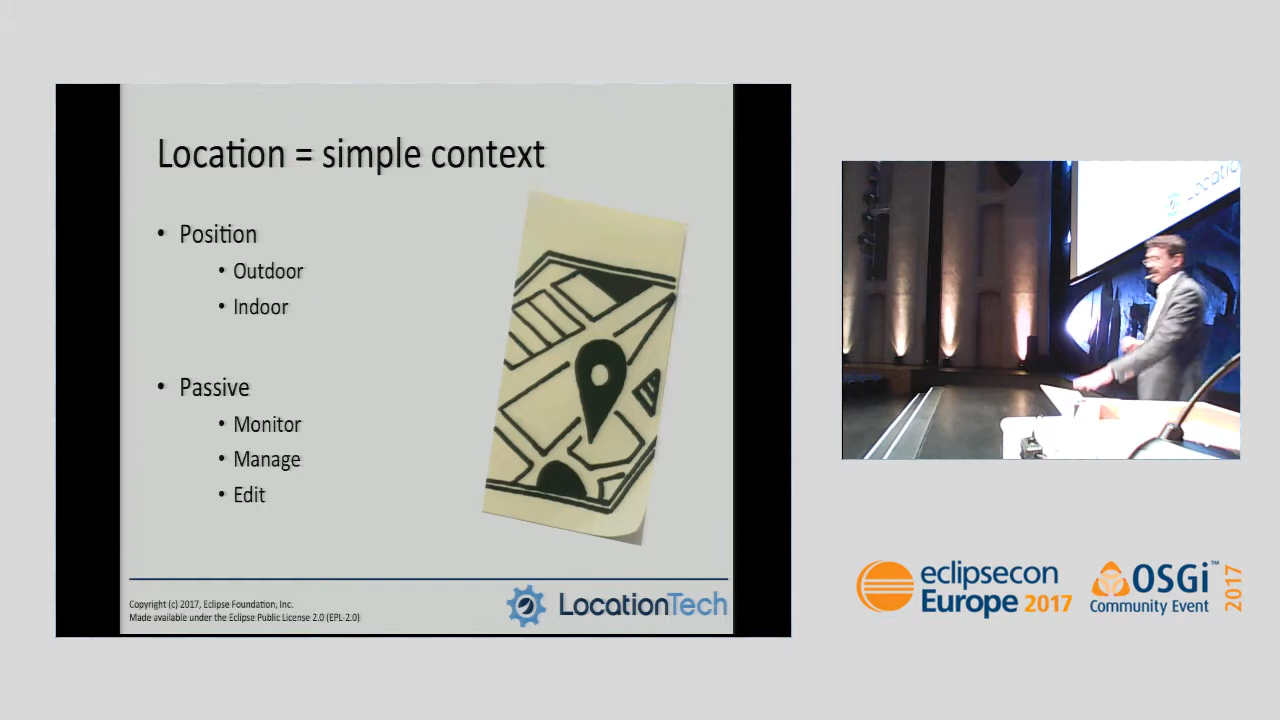 Location = simple context
• Position
• Outdoor
• Indoor
• Passive
• Monitor
• Manage
• Edit
Copyright (c) 2017, Eclipse Foundation, Inc.
Made available under the Eclipse Public License 2.0 (EPL-2.0)
LocationTech
Locatio
eclipsecon
Europe 2017
OSGi™
Community Event
2017